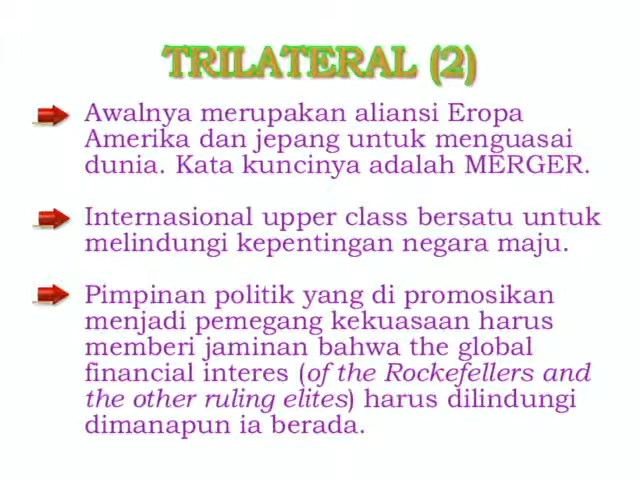 TRILATERAL (2)
Awalnya merupakan aliansi Eropa
Amerika dan jepang untuk menguasai
dunia. Kata kuncinya adalah MERGER.
Internasional upper class bersatu untuk
melindungi kepentingan negara maju.
Pimpinan politik yang di promosikan
menjadi pemegang kekuasaan harus
memberi jaminan bahwa the global
financial interes (of the Rockefellers and
the other ruling elites) harus dilindungi
dimanapun ia berada.